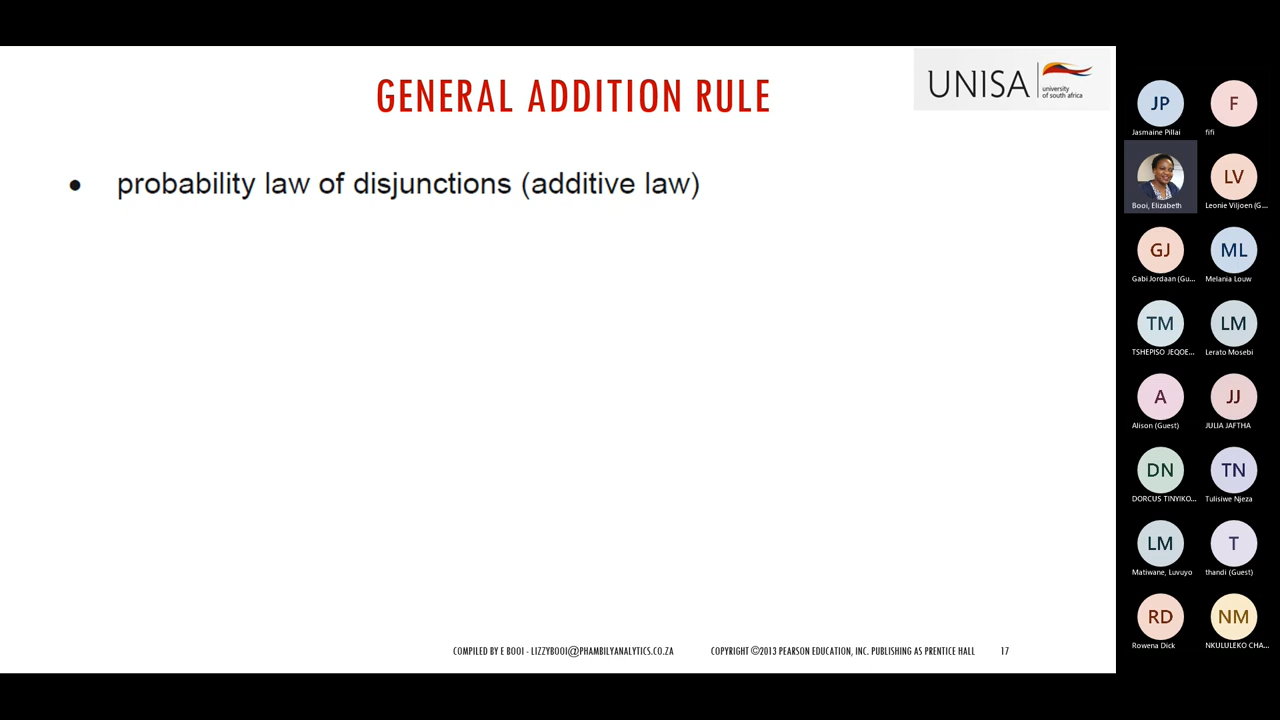 GENERAL ADDITION RULE
UNISA
university
of south africa
• probability law of disjunctions (additive law)
COMPILED BY E BOOI - LIZZYBOOI@PHAMBILYANALYTICS.CO.ZA COPYRIGHT ©2013 PEARSON EDUCATION, INC. PUBLISHING AS PRENTICE HALL 17
JP F
Jasmaine Pillai fifi
LV
Booi, Elizabeth Leonie Viljoen (G...
GJ ML
Gabi Jordaan (Gu... Melania Louw
TM LM
TSHEPISO JEQOE... Lerato Mosebi
A JJ
Alison (Guest) JULIA JAFTHA
DN TN
DORCUS TINYIKO... Tulisiwe Njeza
LM T
Matiwane, Luvuyo thandi (Guest)
RD NM
Rowena Dick NKULULEKO CHA...